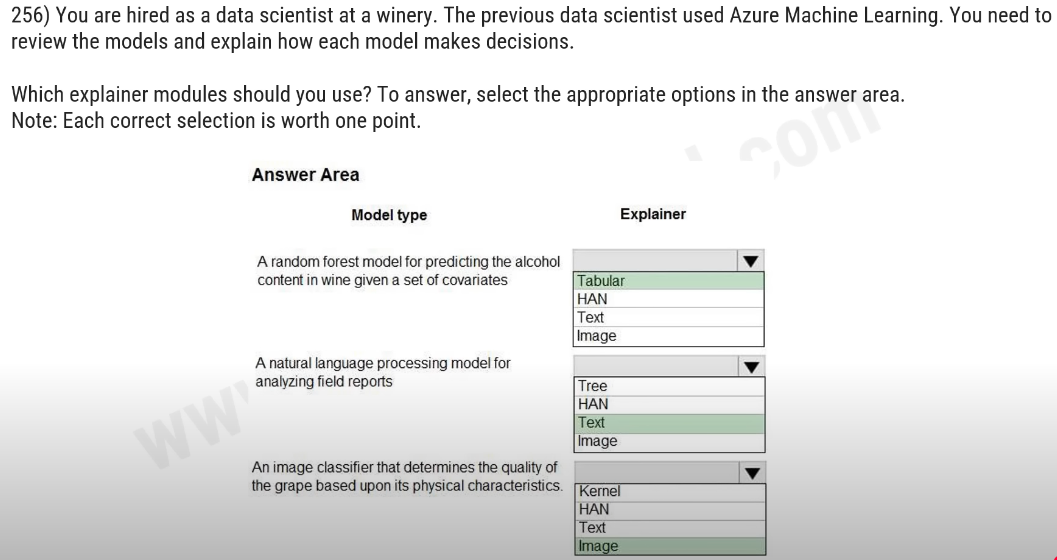 256) You are hired as a data scientist at a winery. The previous data scientist used Azure Machine Learning. You need to
review the models and explain how each model makes decisions.
Which explainer modules should you use? To answer, select the appropriate options in the answer area.
Note: Each correct selection is worth one point.
.com
Answer Area
Model type
Explainer
A random forest model for predicting the alcohol
content in wine given a set of covariates
Tabular
HAN
Text
Image
A natural language processing model for
analyzing field reports
Tree
HAN
Text
Image
An image classifier that determines the quality of
the grape based upon its physical characteristics.
Kernel
HAN
Text
Image